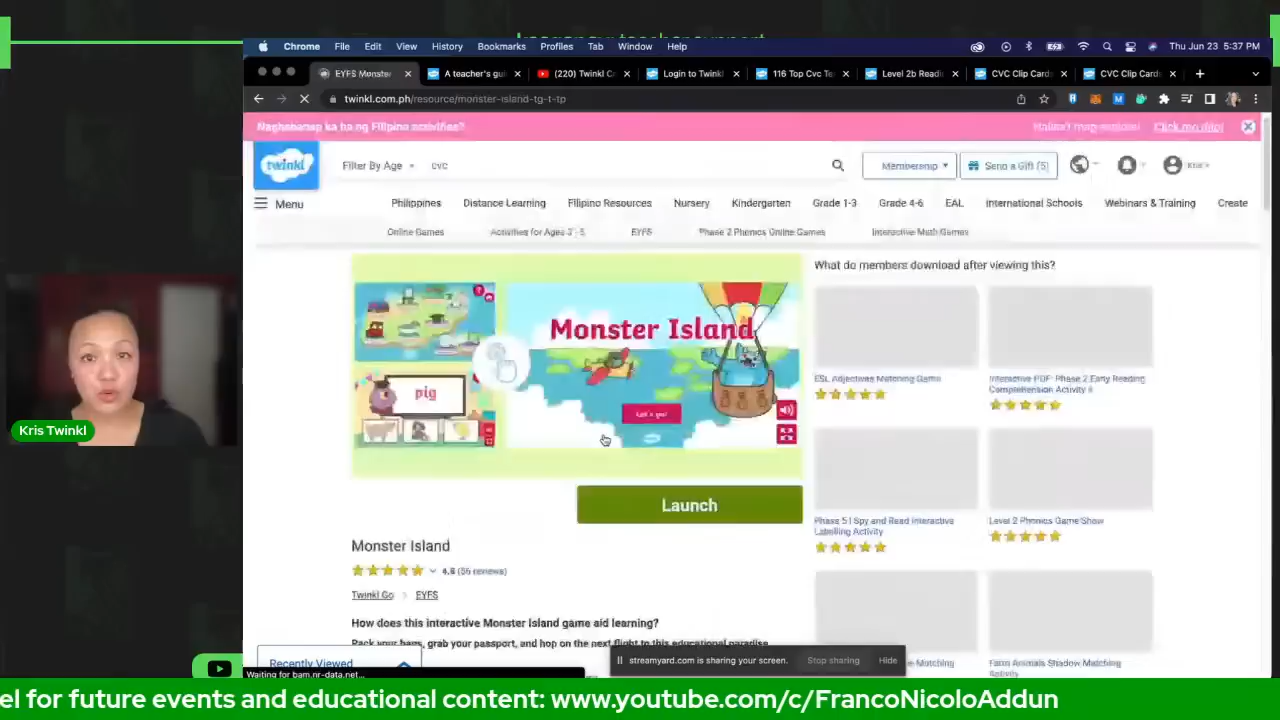 Chrome File Edit View History Bookmarks Profiles Tab Window Help Thu Jun 23 5:37 PM
EYFS Monster A teacher's gui (220) Twinkl C Login to Twinkl 116 Top Cvc Te Level 2b Readi CVC Clip Cards CVC Clip Card
twinkl.com.ph/resource/monster-island-tg-t-tp
Naghahanap ka ba ng Filipino activities? Click mo dito!
twinkl Filter By Age cvc Membership Send a Gift (5) Kris
Menu Philippines Distance Learning Filipino Resources Nursery Kindergarten Grade 1-3 Grade 4-6 EAL International Schools Webinars & Training Create
Online Games Activities for Ages 3 - 5 EYFS Phase 2 Phonics Online Games Interactive Math Games
What do members download after viewing this?
Monster Island
pig
Let's go!
ESL Adjectives Matching Game
Interactive PDF: Phase 2 Early Reading Comprehension Activity
Launch
Phase 5 I Spy and Read Interactive Labelling Activity
Level 2 Phonics Game Show
Monster Island
4.8 (56 reviews)
Twinkl Go EYFS
How does this interactive Monster Island game aid learning?
Pack your bags, grab your passport, and hop on the next flight to this educational paradise
Recently Viewed
Matching
Farm Animals Shadow Matching Activity
streamyard.com is sharing your screen. Stop sharing Hide
Waiting for bam.nr-data.net...
Kris Twinkl
el for future events and educational content: www.youtube.com/c/FrancoNicoloAddun